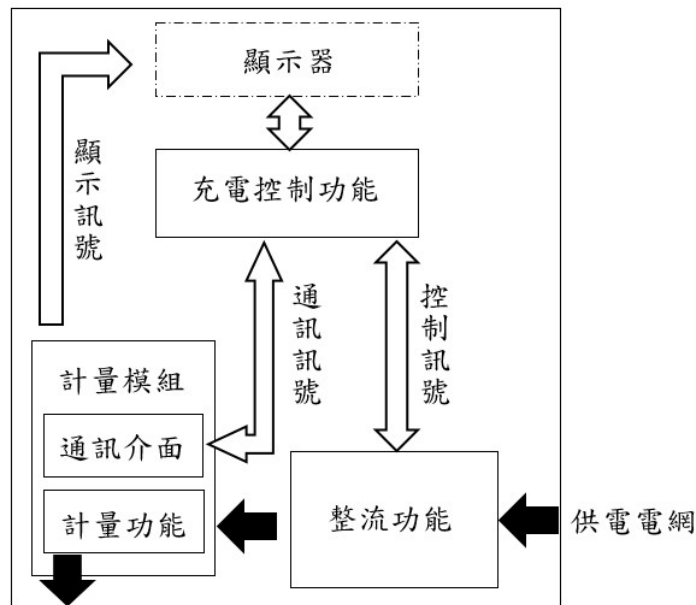 顯示器
顯示訊號
充電控制功能
通訊訊號
控制訊號
計量模組
通訊介面
計量功能
整流功能
供電電網